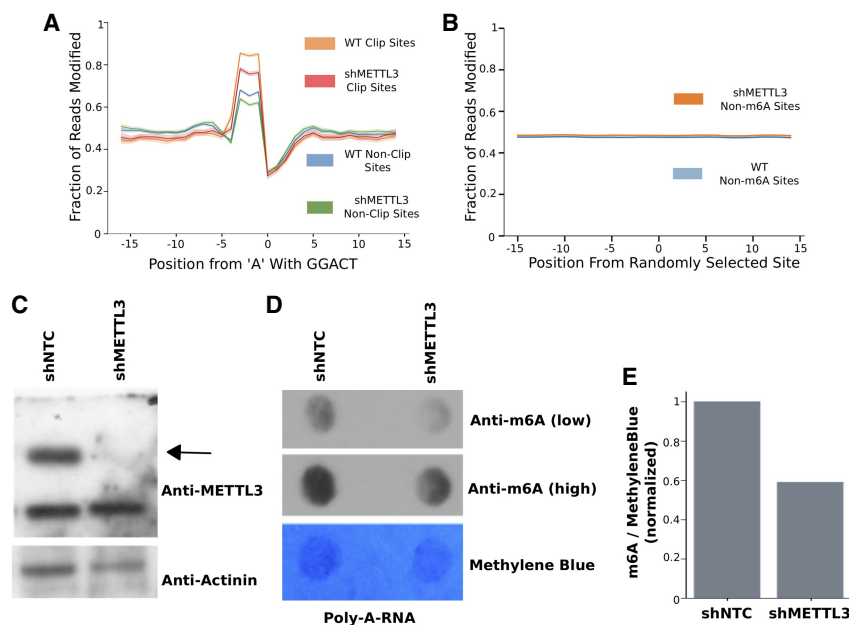 A
Fraction of Reads Modified
1
0.8
0.6
0.4
0.2
0
-15
-10
-5
0
5
10
15
Position from 'A' With GGACT
WT Clip Sites
shMETTL3
Clip Sites
WT Non-Clip
Sites
shMETTL3
Non-Clip Sites
B
Fraction of Reads Modified
1
0.8
0.6
0.4
0.2
0
-15
-10
-5
0
5
10
15
Position From Randomly Selected Site
shMETTL3
Non-m6A Sites
WT
Non-m6A Sites
C
shNTC
shMETTL3
Anti-METTL3
Anti-Actinin
D
shNTC
shMETTL3
Anti-m6A (low)
Anti-m6A (high)
Methylene Blue
Poly-A-RNA
E
m6A / MethyleneBlue
(normalized)
1
0.8
0.6
0.4
0.2
0
shNTC
shMETTL3